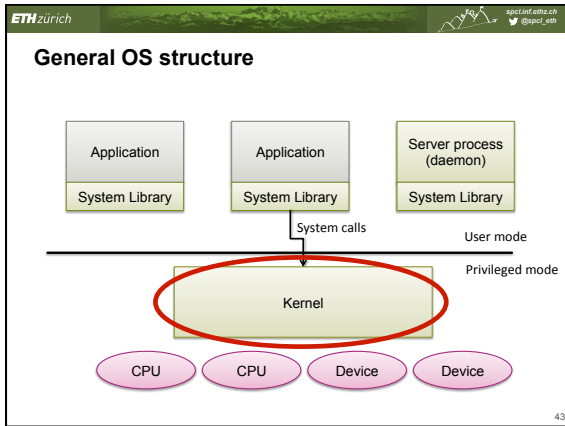 ETH zürich
spcl.inf.ethz.ch
@spcl_eth
General OS structure
Application
Application
Server process
(daemon)
System Library
System Library
System Library
System calls
User mode
Privileged mode
Kernel
CPU
CPU
Device
Device
43